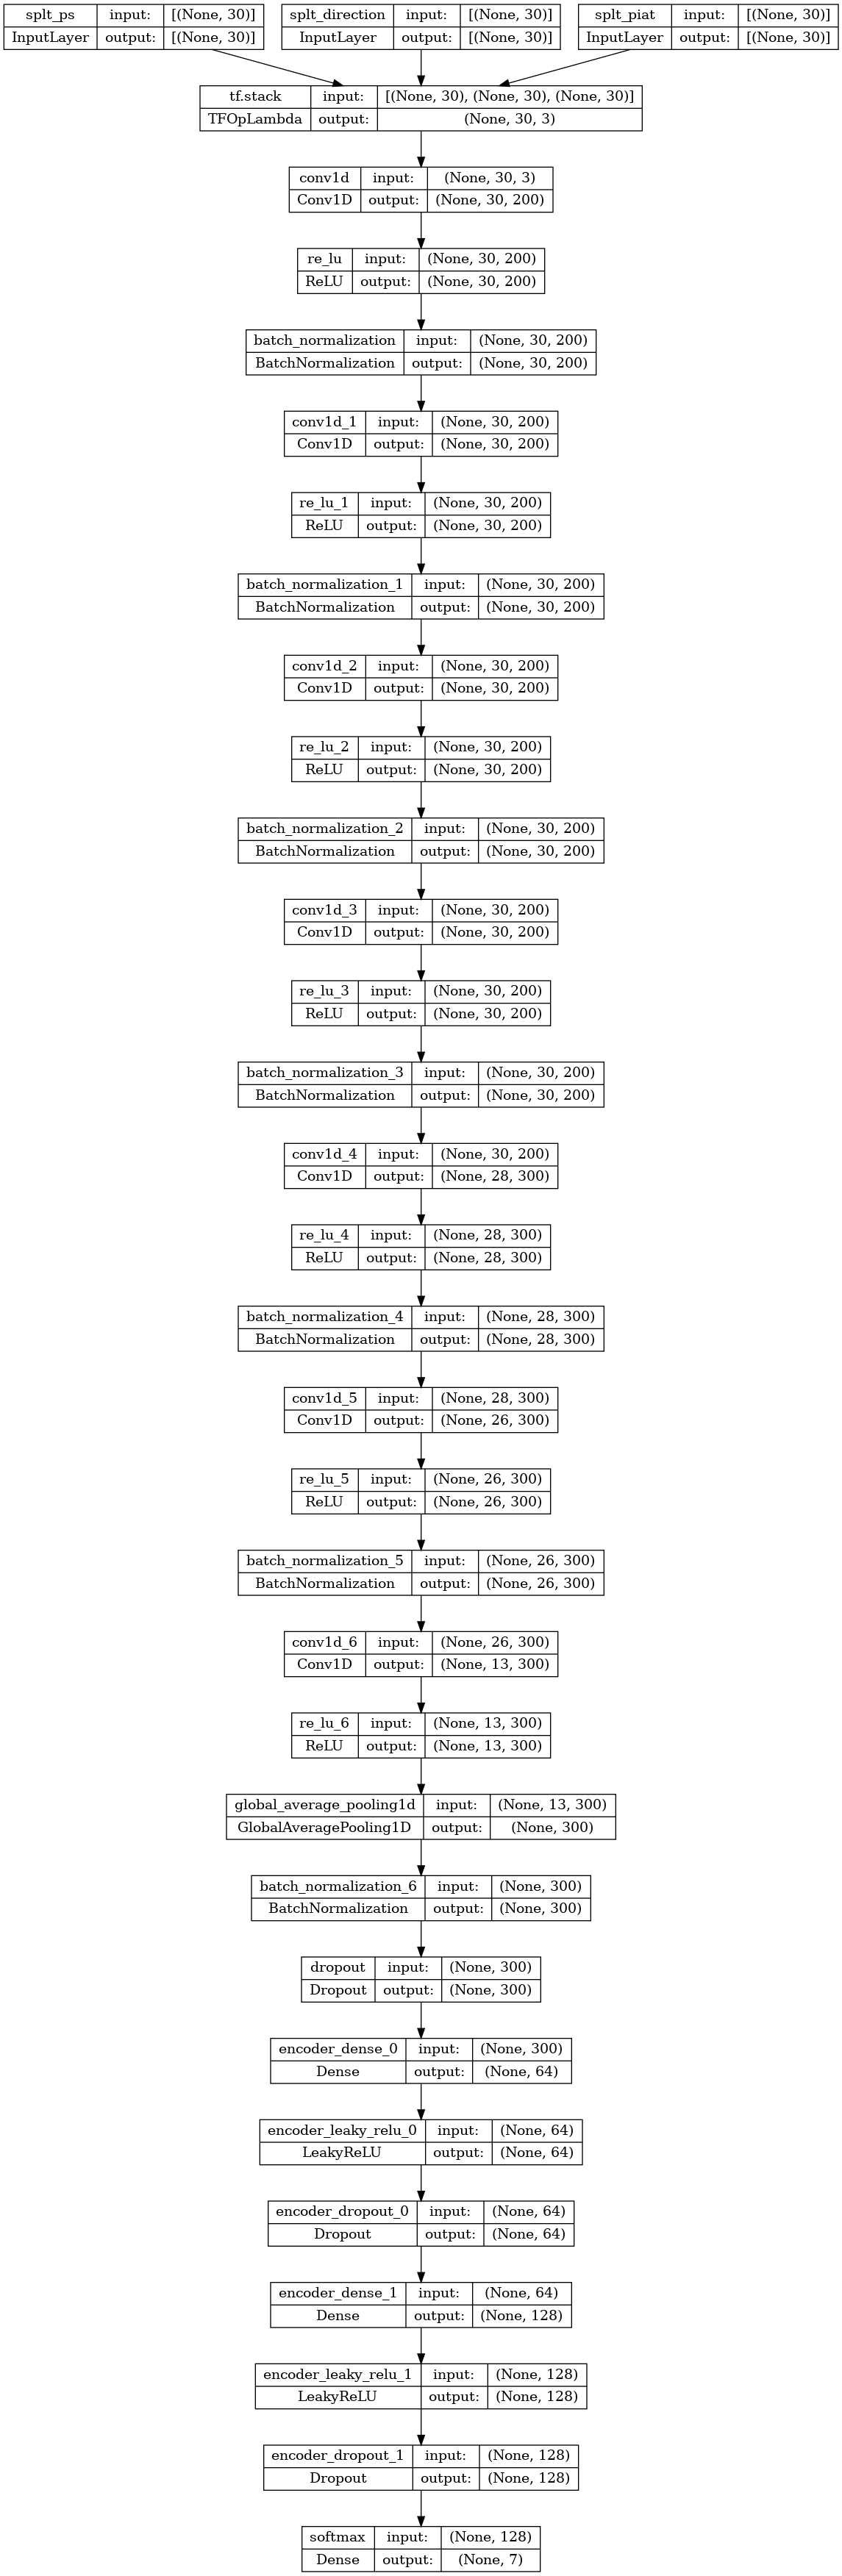 splt_ps input: [(None, 30)] splt_direction input: [(None, 30)] splt_piat input: [(None, 30)]
InputLayer output: [(None, 30)] InputLayer output: [(None, 30)] InputLayer output: [(None, 30)]
tf.stack input: [(None, 30), (None, 30), (None, 30)]
TFOpLambda output: (None, 30, 3)
conv1d input: (None, 30, 3)
Conv1D output: (None, 30, 200)
re_lu input: (None, 30, 200)
ReLU output: (None, 30, 200)
batch_normalization input: (None, 30, 200)
BatchNormalization output: (None, 30, 200)
conv1d_1 input: (None, 30, 200)
Conv1D output: (None, 30, 200)
re_lu_1 input: (None, 30, 200)
ReLU output: (None, 30, 200)
batch_normalization_1 input: (None, 30, 200)
BatchNormalization output: (None, 30, 200)
conv1d_2 input: (None, 30, 200)
Conv1D output: (None, 30, 200)
re_lu_2 input: (None, 30, 200)
ReLU output: (None, 30, 200)
batch_normalization_2 input: (None, 30, 200)
BatchNormalization output: (None, 30, 200)
conv1d_3 input: (None, 30, 200)
Conv1D output: (None, 30, 200)
re_lu_3 input: (None, 30, 200)
ReLU output: (None, 30, 200)
batch_normalization_3 input: (None, 30, 200)
BatchNormalization output: (None, 30, 200)
conv1d_4 input: (None, 30, 200)
Conv1D output: (None, 28, 300)
re_lu_4 input: (None, 28, 300)
ReLU output: (None, 28, 300)
batch_normalization_4 input: (None, 28, 300)
BatchNormalization output: (None, 28, 300)
conv1d_5 input: (None, 28, 300)
Conv1D output: (None, 26, 300)
re_lu_5 input: (None, 26, 300)
ReLU output: (None, 26, 300)
batch_normalization_5 input: (None, 26, 300)
BatchNormalization output: (None, 26, 300)
conv1d_6 input: (None, 26, 300)
Conv1D output: (None, 13, 300)
re_lu_6 input: (None, 13, 300)
ReLU output: (None, 13, 300)
global_average_pooling1d input: (None, 13, 300)
GlobalAveragePooling1D output: (None, 300)
batch_normalization_6 input: (None, 300)
BatchNormalization output: (None, 300)
dropout input: (None, 300)
Dropout output: (None, 300)
encoder_dense_0 input: (None, 300)
Dense output: (None, 64)
encoder_leaky_relu_0 input: (None, 64)
LeakyReLU output: (None, 64)
encoder_dropout_0 input: (None, 64)
Dropout output: (None, 64)
encoder_dense_1 input: (None, 64)
Dense output: (None, 128)
encoder_leaky_relu_1 input: (None, 128)
LeakyReLU output: (None, 128)
encoder_dropout_1 input: (None, 128)
Dropout output: (None, 128)
softmax input: (None, 128)
Dense output: (None, 7)